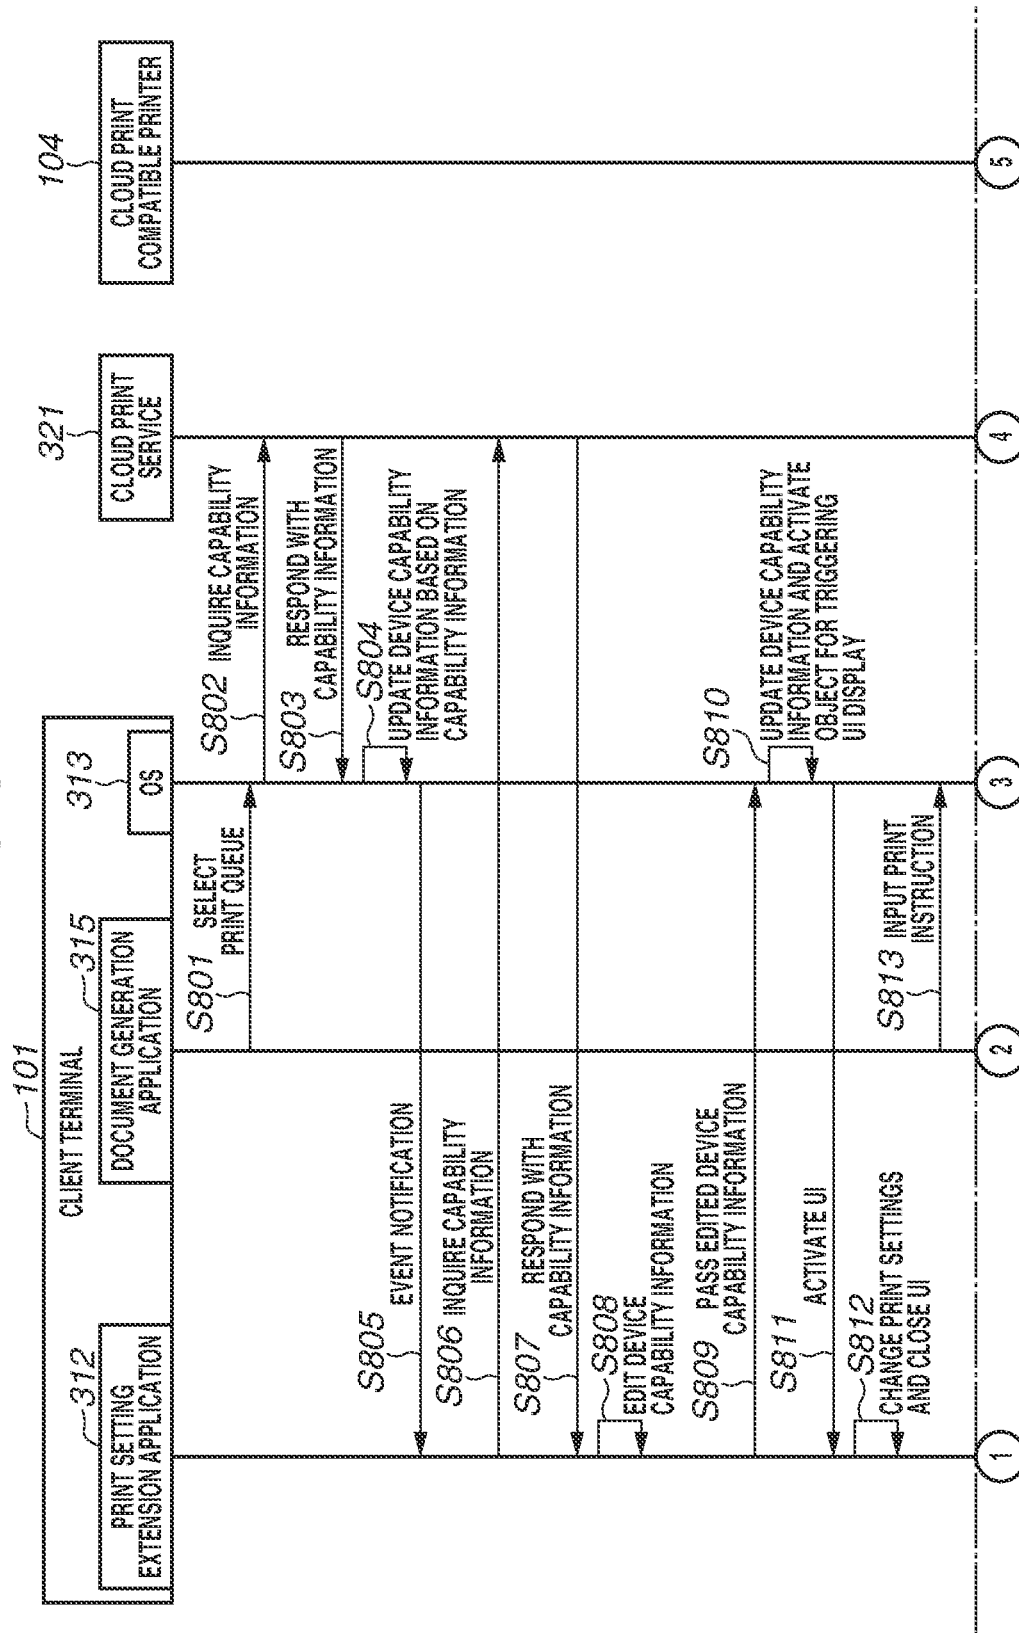 101
CLIENT TERMINAL
312
PRINT SETTING
EXTENSION APPLICATION
315
DOCUMENT GENERATION
APPLICATION
313
OS
321
CLOUD PRINT
SERVICE
104
CLOUD PRINT
COMPATIBLE PRINTER
S801
SELECT
PRINT QUEUE
S802
INQUIRE CAPABILITY
INFORMATION
S803
RESPOND WITH
CAPABILITY INFORMATION
S804
UPDATE DEVICE CAPABILITY
INFORMATION BASED ON
CAPABILITY INFORMATION
S805
EVENT NOTIFICATION
S806
INQUIRE CAPABILITY
INFORMATION
S807
RESPOND WITH
CAPABILITY INFORMATION
S808
EDIT DEVICE
CAPABILITY INFORMATION
S809
PASS EDITED DEVICE
CAPABILITY INFORMATION
S810
UPDATE DEVICE CAPABILITY
INFORMATION AND ACTIVATE
OBJECT FOR TRIGGERING
UI DISPLAY
S811
ACTIVATE UI
S812
CHANGE PRINT SETTINGS
AND CLOSE UI
S813
INPUT PRINT
INSTRUCTION
1
2
3
4
5